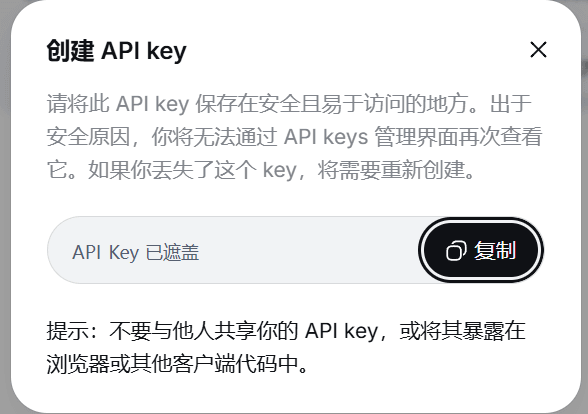 创建 API key
请将此 API key 保存在安全且易于访问的地方。出于
安全原因，你将无法通过 API keys 管理界面再次查看
它。如果你丢失了这个 key，将需要重新创建。
API Key 已遮盖
复制
提示：不要与他人共享你的 API key，或将其暴露在
浏览器或其他客户端代码中。